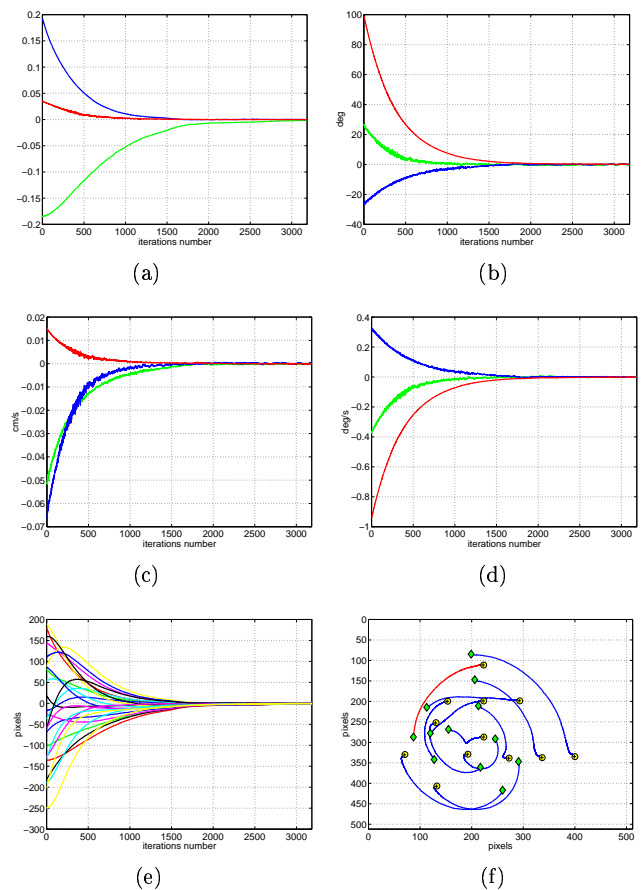 0.2
0.15
0.1
0.05
0
−0.05
−0.1
−0.15
−0.2
0 500 1000 1500 2000 2500 3000
iterations number
(a)
100
80
60
40
20
0
−20
−40
deg
0 500 1000 1500 2000 2500 3000
iterations number
(b)
0.02
0.01
0
−0.01
−0.02
−0.03
−0.04
−0.05
−0.06
−0.07
cm/s
0 500 1000 1500 2000 2500 3000
iterations number
(c)
0.4
0.2
0
−0.2
−0.4
−0.6
−0.8
−1
deg/s
0 500 1000 1500 2000 2500 3000
iterations number
(d)
200
150
100
50
0
−50
−100
−150
−200
−250
−300
pixels
0 500 1000 1500 2000 2500 3000
iterations number
(e)
0
50
100
150
200
250
300
350
400
450
500
pixels
0 100 200 300 400 500
pixels
(f)